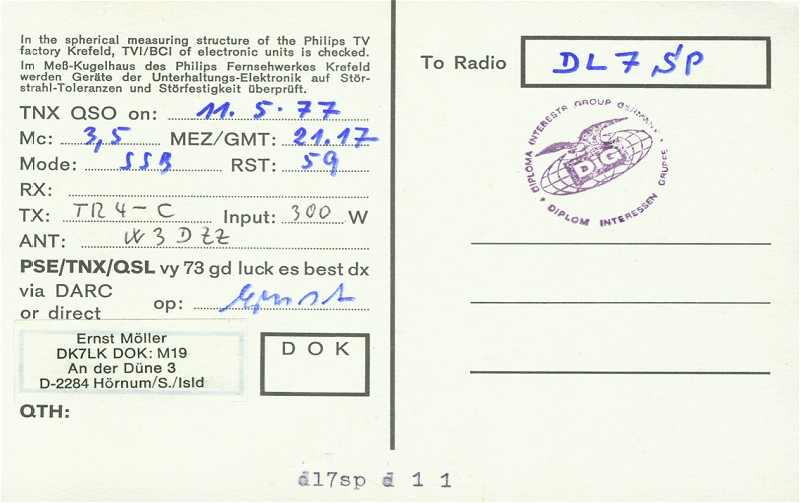 In the spherical measuring structure of the Philips TV
factory Krefeld, TVI/BCI of electronic units is checked.
Im Meß-Kugelhaus des Philips Fernsehwerkes Krefeld
werden Geräte der Unterhaltungs-Elektronik auf Stör-
strahl-Toleranzen und Störfestigkeit überprüft.
TNX QSO on: 11.5.77
Mc: 3,5 MEZ/GMT: 21.17
Mode: SSB RST: 59
RX:
TX: TR4-C Input: 300 W
ANT: W3DZZ
PSE/TNX/QSL vy 73 gd luck es best dx
via DARC
or direct
op: Ernst
Ernst Möller
DK7LK DOK: M19
An der Düne 3
D-2284 Hörnum/S./Isld
DOK
QTH:
To Radio DL7SP
DIPLOMA INTERESTS GROUP GERMANY
DIG
DIPLOM INTERESSEN GRUPPE
dl7sp d 1 1